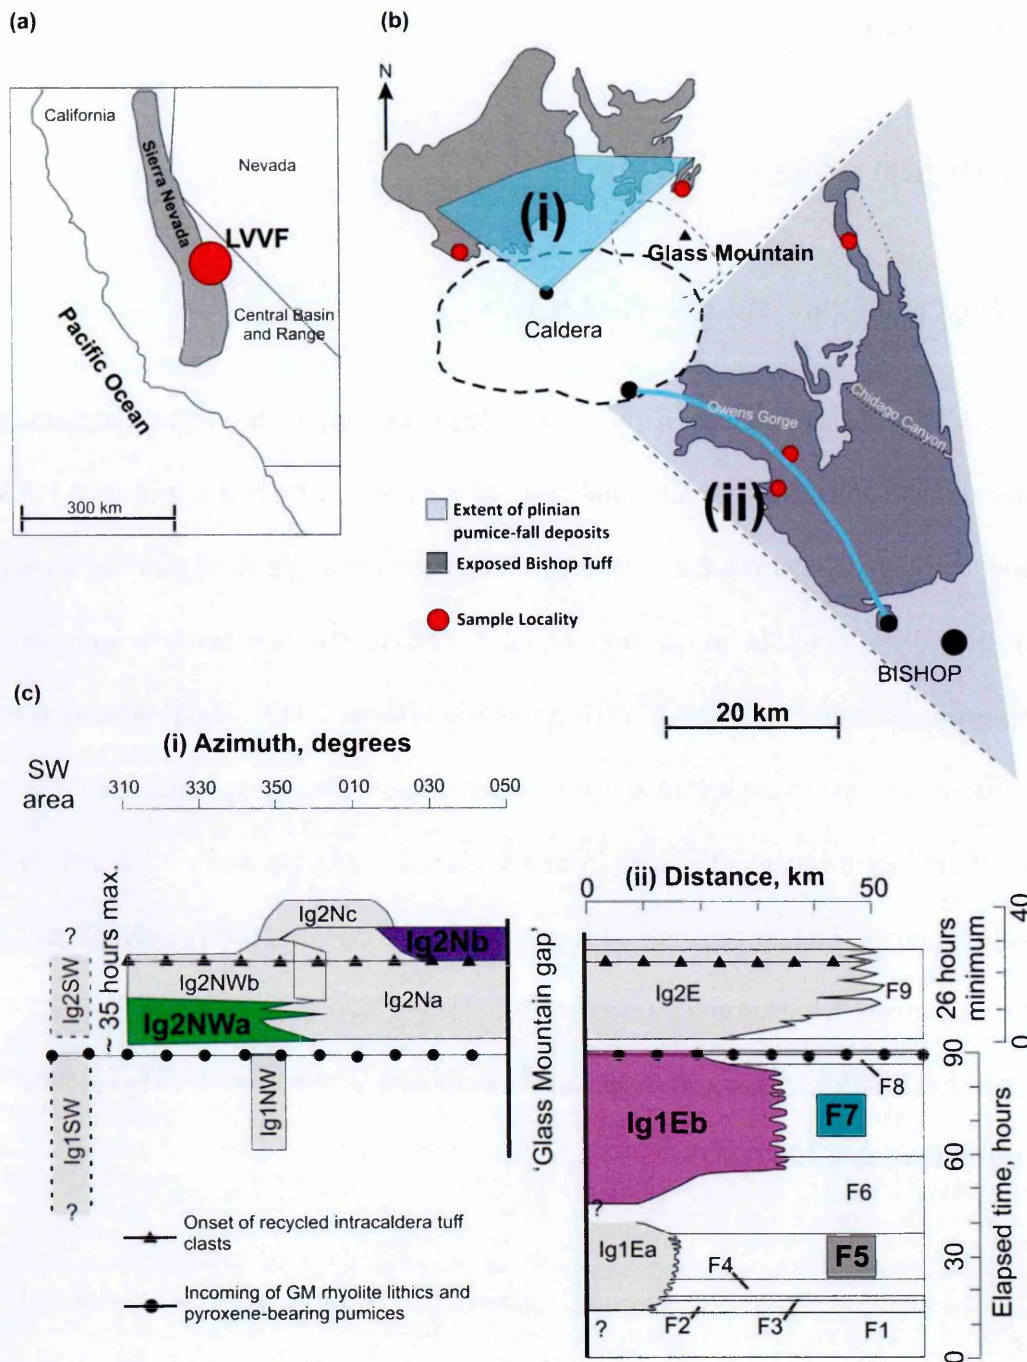 (a)
California
Nevada
Sierra Nevada
LVVF
Central Basin
and Range
Pacific Ocean
300 km
(b)
N
(i)
Glass Mountain
Caldera
Owens Gorge
Chidago Canyon
(ii)
Extent of plinian
pumice-fall deposits
Exposed Bishop Tuff
Sample Locality
BISHOP
20 km
(c)
(i) Azimuth, degrees
SW
area
310 330 350 010 030 050
~ 35 hours max.
?
Ig2SW
Ig1SW
?
Ig2Nc
Ig2Nb
Ig2NWb
Ig2Na
Ig2NWa
Ig1NW
'Glass Mountain gap'
Onset of recycled intracaldera tuff
clasts
Incoming of GM rhyolite lithics and
pyroxene-bearing pumices
(ii) Distance, km
0 50
40
26 hours
minimum
0
Ig2E
F9
90
F8
Ig1Eb
F7
60
F6
?
Ig1Ea
F5
F4
30
F2
F3
F1
?
0
Elapsed time, hours